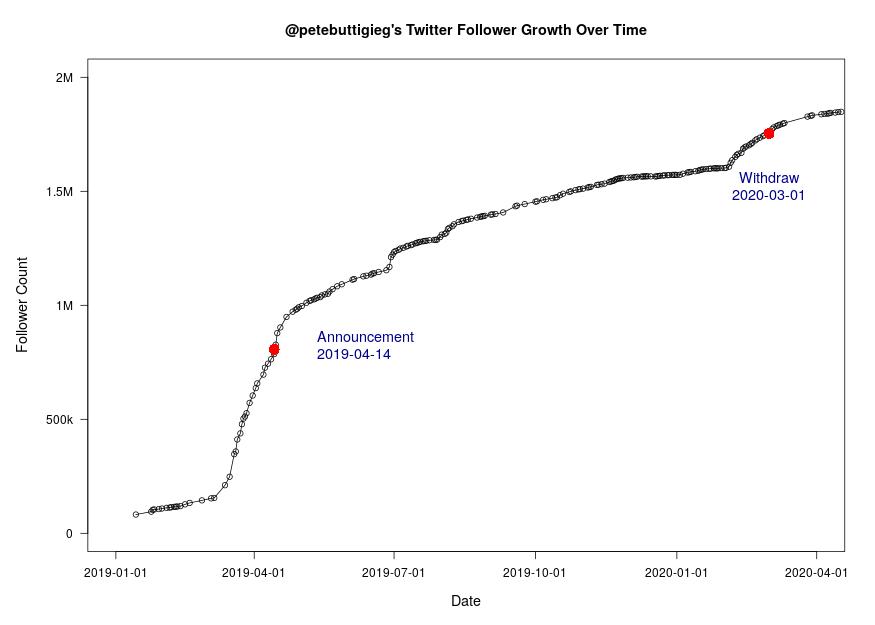 @petebuttigieg's Twitter Follower Growth Over Time
2M
1.5M
1M
500k
0
Follower Count
Withdraw
2020-03-01
Announcement
2019-04-14
2019-01-01
2019-04-01
2019-07-01
2019-10-01
2020-01-01
2020-04-01
Date